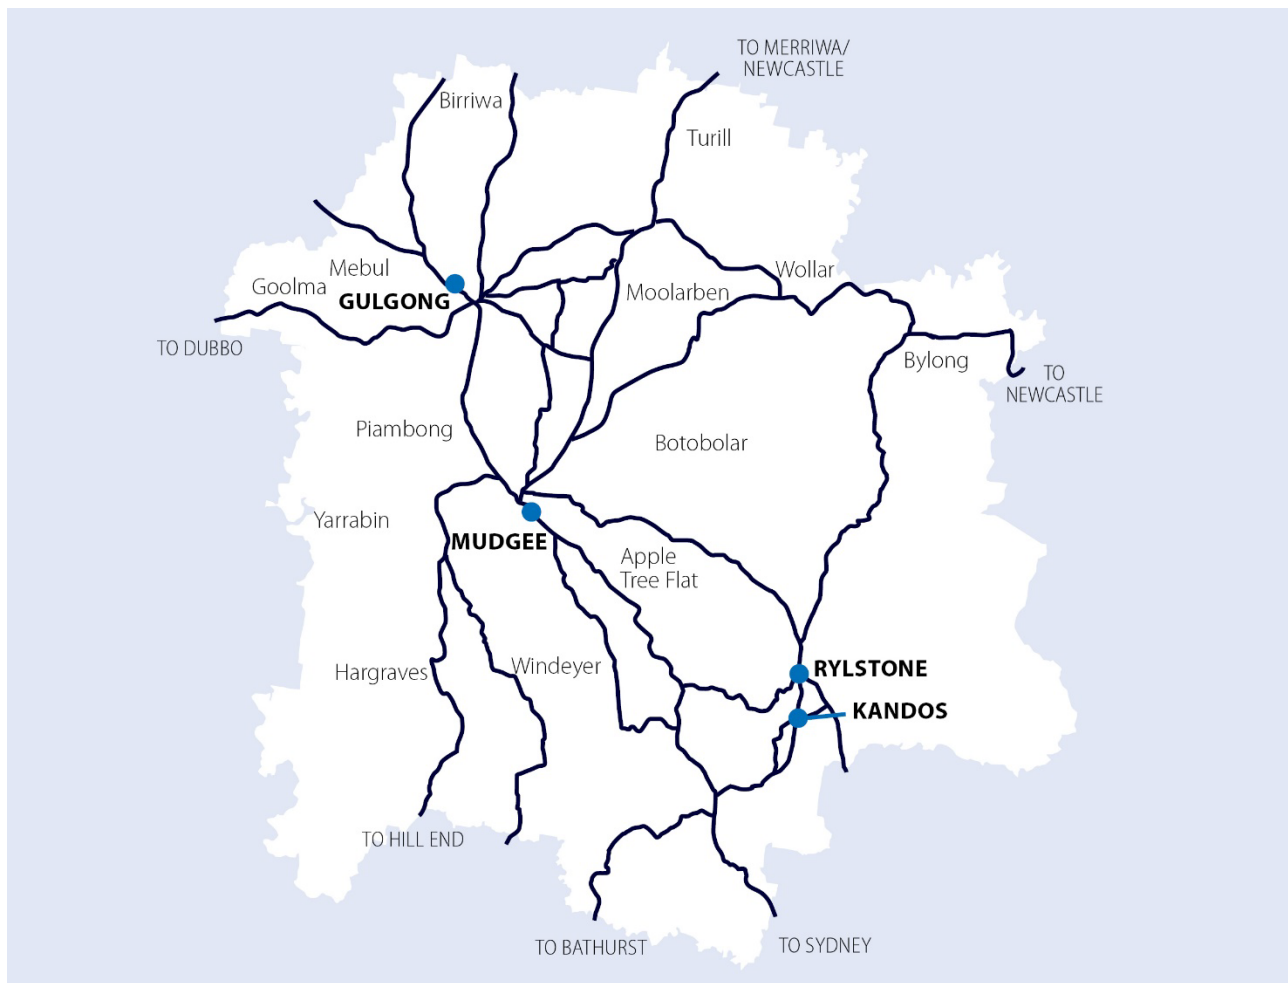 TO MERRIWA/
NEWCASTLE
Birriwa
Turill
Mebul
Wollar
Goolma
Moolarben
GULGONG
TO DUBBO
Bylong
TO
NEWCASTLE
Piambong
Botobolar
Yarrabin
MUDGEE
Apple
Tree Flat
Hargraves
Windeyer
RYLSTONE
KANDOS
TO HILL END
TO BATHURST
TO SYDNEY